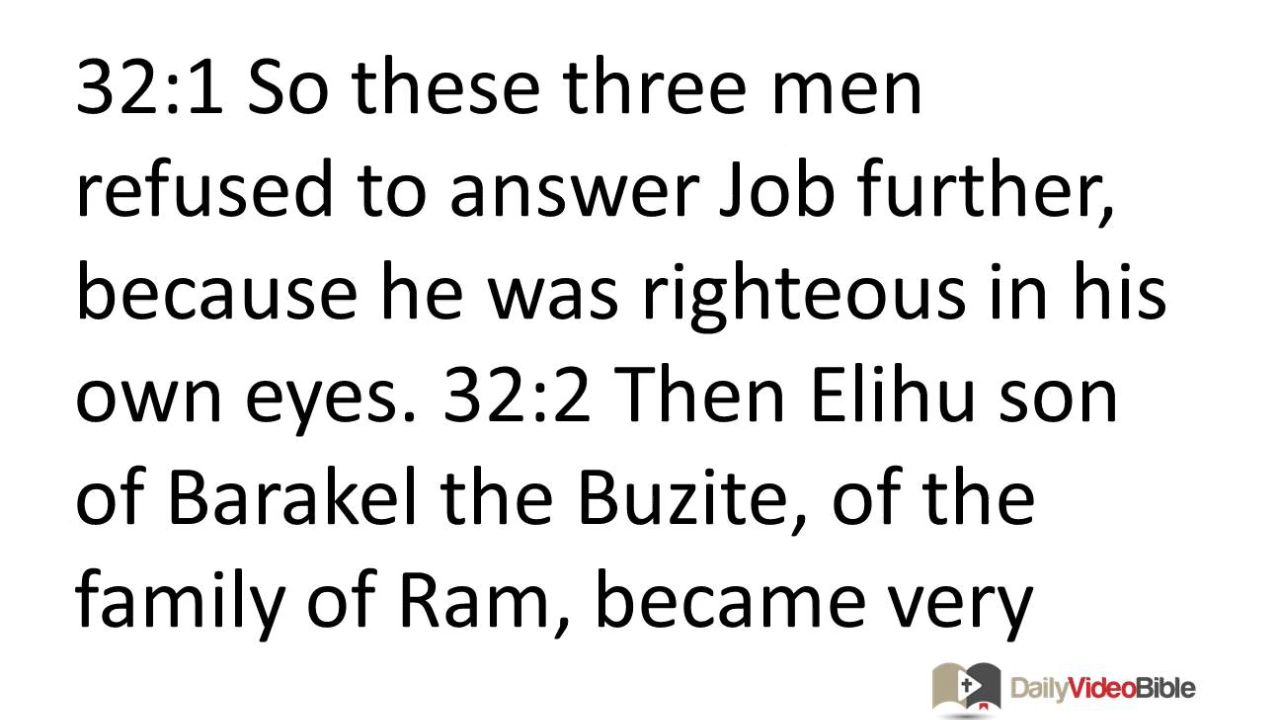 32:1 So these three men
refused to answer Job further,
because he was righteous in his
own eyes. 32:2 Then Elihu son
of Barakel the Buzite, of the
family of Ram, became very
DailyVideoBible